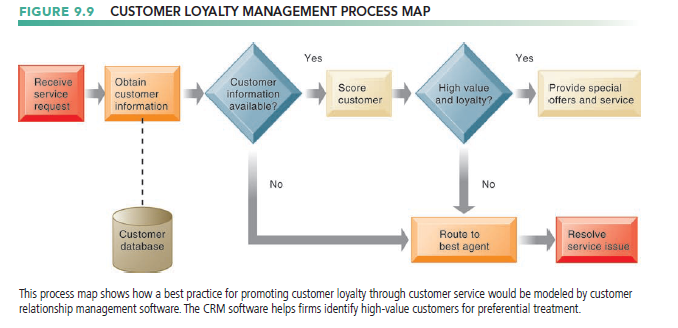 FIGURE 9.9 CUSTOMER LOYALTY MANAGEMENT PROCESS MAP
Receive
service
request
Obtain
customer
information
Customer
information
available?
Yes
Score
customer
High value
and loyalty?
Yes
Provide special
offers and service
No
No
Customer
database
Route to
best agent
Resolve
service issue
This process map shows how a best practice for promoting customer loyalty through customer service would be modeled by customer
relationship management software. The CRM software helps firms identify high-value customers for preferential treatment.